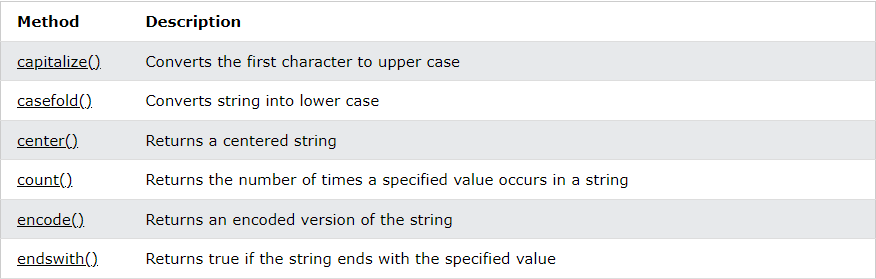 Method Description
capitalize() Converts the first character to upper case
casefold() Converts string into lower case
center() Returns a centered string
count() Returns the number of times a specified value occurs in a string
encode() Returns an encoded version of the string
endswith() Returns true if the string ends with the specified value